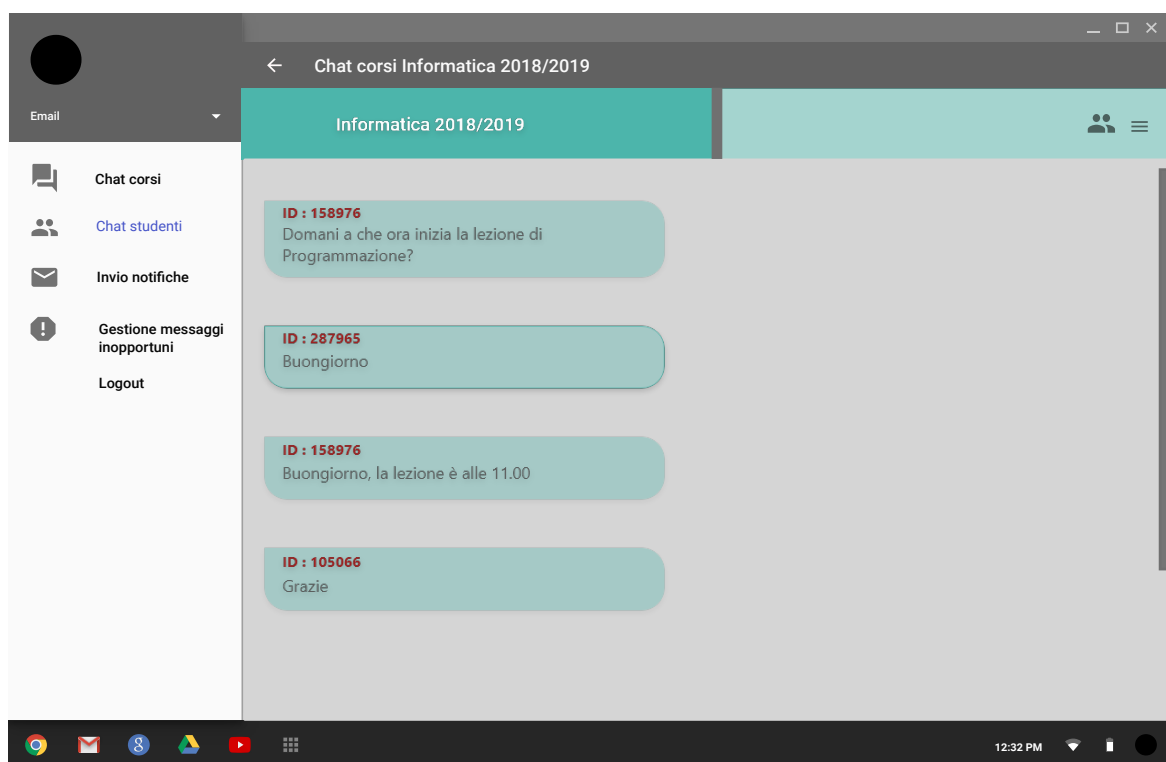 Chat corsi Informatica 2018/2019
Email
Informatica 2018/2019
Chat corsi
Chat studenti
Invio notifiche
Gestione messaggi
inopportuni
Logout
ID : 158976
Domani a che ora inizia la lezione di
Programmazione?
ID : 287965
Buongiorno
ID : 158976
Buongiorno, la lezione è alle 11.00
ID : 105066
Grazie
8
12:32 PM